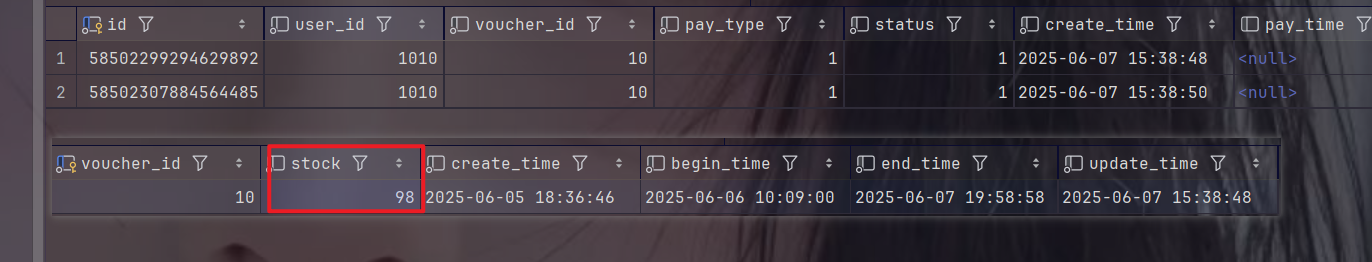 id user_id voucher_id pay_type status create_time pay_time
1 58502299294629892 1010 10 1 1 2025-06-07 15:38:48 <null>
2 58502307884564485 1010 10 1 1 2025-06-07 15:38:50 <null>
voucher_id stock create_time begin_time end_time update_time
10 98 2025-06-05 18:36:46 2025-06-06 10:09:00 2025-06-07 19:58:58 2025-06-07 15:38:48